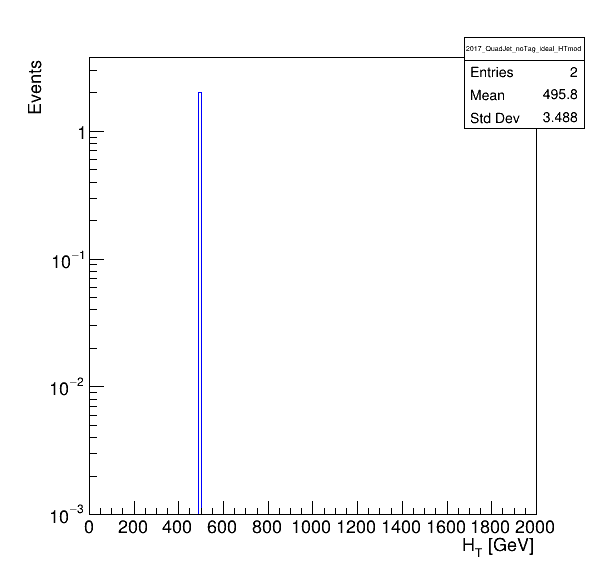 2017_QuadJet_noTag_ideal_HTmod
Entries 2
Mean 495.8
Std Dev 3.488
Events
1
10⁻¹
10⁻²
10⁻³
0 200 400 600 800 1000 1200 1400 1600 1800 2000
H_T [GeV]